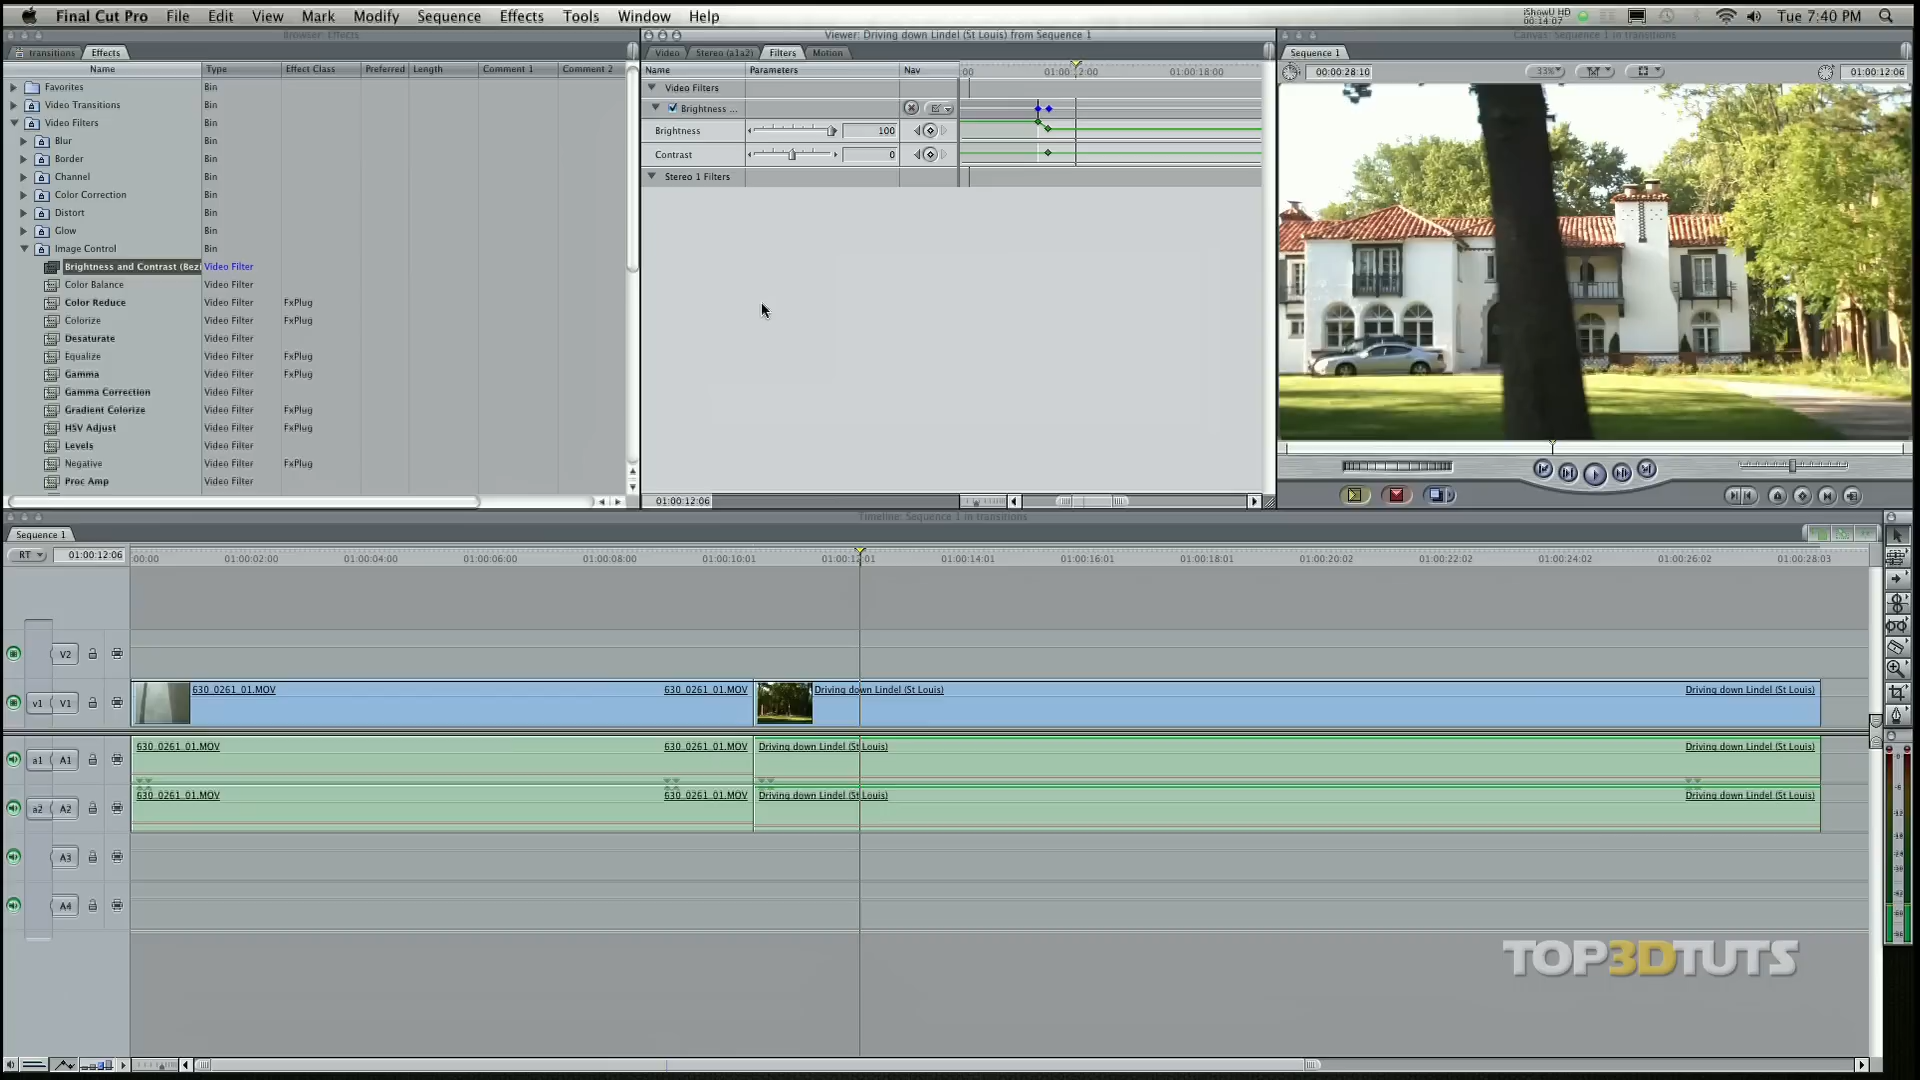 Final Cut Pro File Edit View Mark Modify Sequence Effects Tools Window Help iShowU HD 00:14:07 Tue 7:40 PM
Browser: Effects
transitions Effects
Name Type Effect Class Preferred Length Comment 1 Comment 2
Favorites Bin
Video Transitions Bin
Video Filters Bin
Blur Bin
Border Bin
Channel Bin
Color Correction Bin
Distort Bin
Glow Bin
Image Control Bin
Brightness and Contrast (Bezi Video Filter
Color Balance Video Filter
Color Reduce Video Filter FxPlug
Colorize Video Filter FxPlug
Desaturate Video Filter
Equalize Video Filter FxPlug
Gamma Video Filter FxPlug
Gamma Correction Video Filter
Gradient Colorize Video Filter FxPlug
HSV Adjust Video Filter FxPlug
Levels Video Filter
Negative Video Filter FxPlug
Proc Amp Video Filter
Viewer: Driving down Lindel (St Louis) from Sequence 1
Video Stereo (a1a2) Filters Motion
Name Parameters Nav 00 01:00:12:00 01:00:18:00
Video Filters
Brightness ...
Brightness 100
Contrast 0
Stereo 1 Filters
01:00:12:06
Canvas: Sequence 1 in transitions
Sequence 1
00:00:28:10 33% 01:00:12:06
Timeline: Sequence 1 in transitions
Sequence 1
RT 01:00:12:06 00:00 01:00:02:00 01:00:04:00 01:00:06:00 01:00:08:00 01:00:10:01 01:00:12:01 01:00:14:01 01:00:16:01 01:00:18:01 01:00:20:02 01:00:22:02 01:00:24:02 01:00:26:02 01:00:28:03
V2
v1 V1 630_0261_01.MOV 630_0261_01.MOV Driving down Lindel (St Louis) Driving down Lindel (St Louis)
a1 A1 630_0261_01.MOV 630_0261_01.MOV Driving down Lindel (St Louis) Driving down Lindel (St Louis)
a2 A2 630_0261_01.MOV 630_0261_01.MOV Driving down Lindel (St Louis) Driving down Lindel (St Louis)
A3
A4
TOP3DTUTS